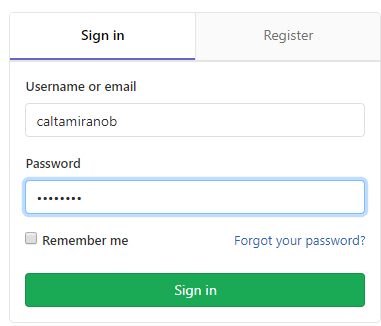 Sign in Register
Username or email
caltamiranob
Password
••••••••
Remember me Forgot your password?
Sign in